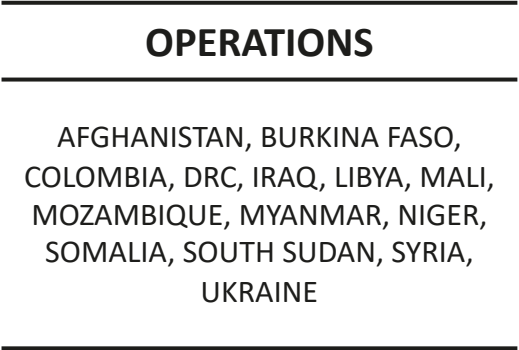 OPERATIONS
AFGHANISTAN, BURKINA FASO,
COLOMBIA, DRC, IRAQ, LIBYA, MALI,
MOZAMBIQUE, MYANMAR, NIGER,
SOMALIA, SOUTH SUDAN, SYRIA,
UKRAINE